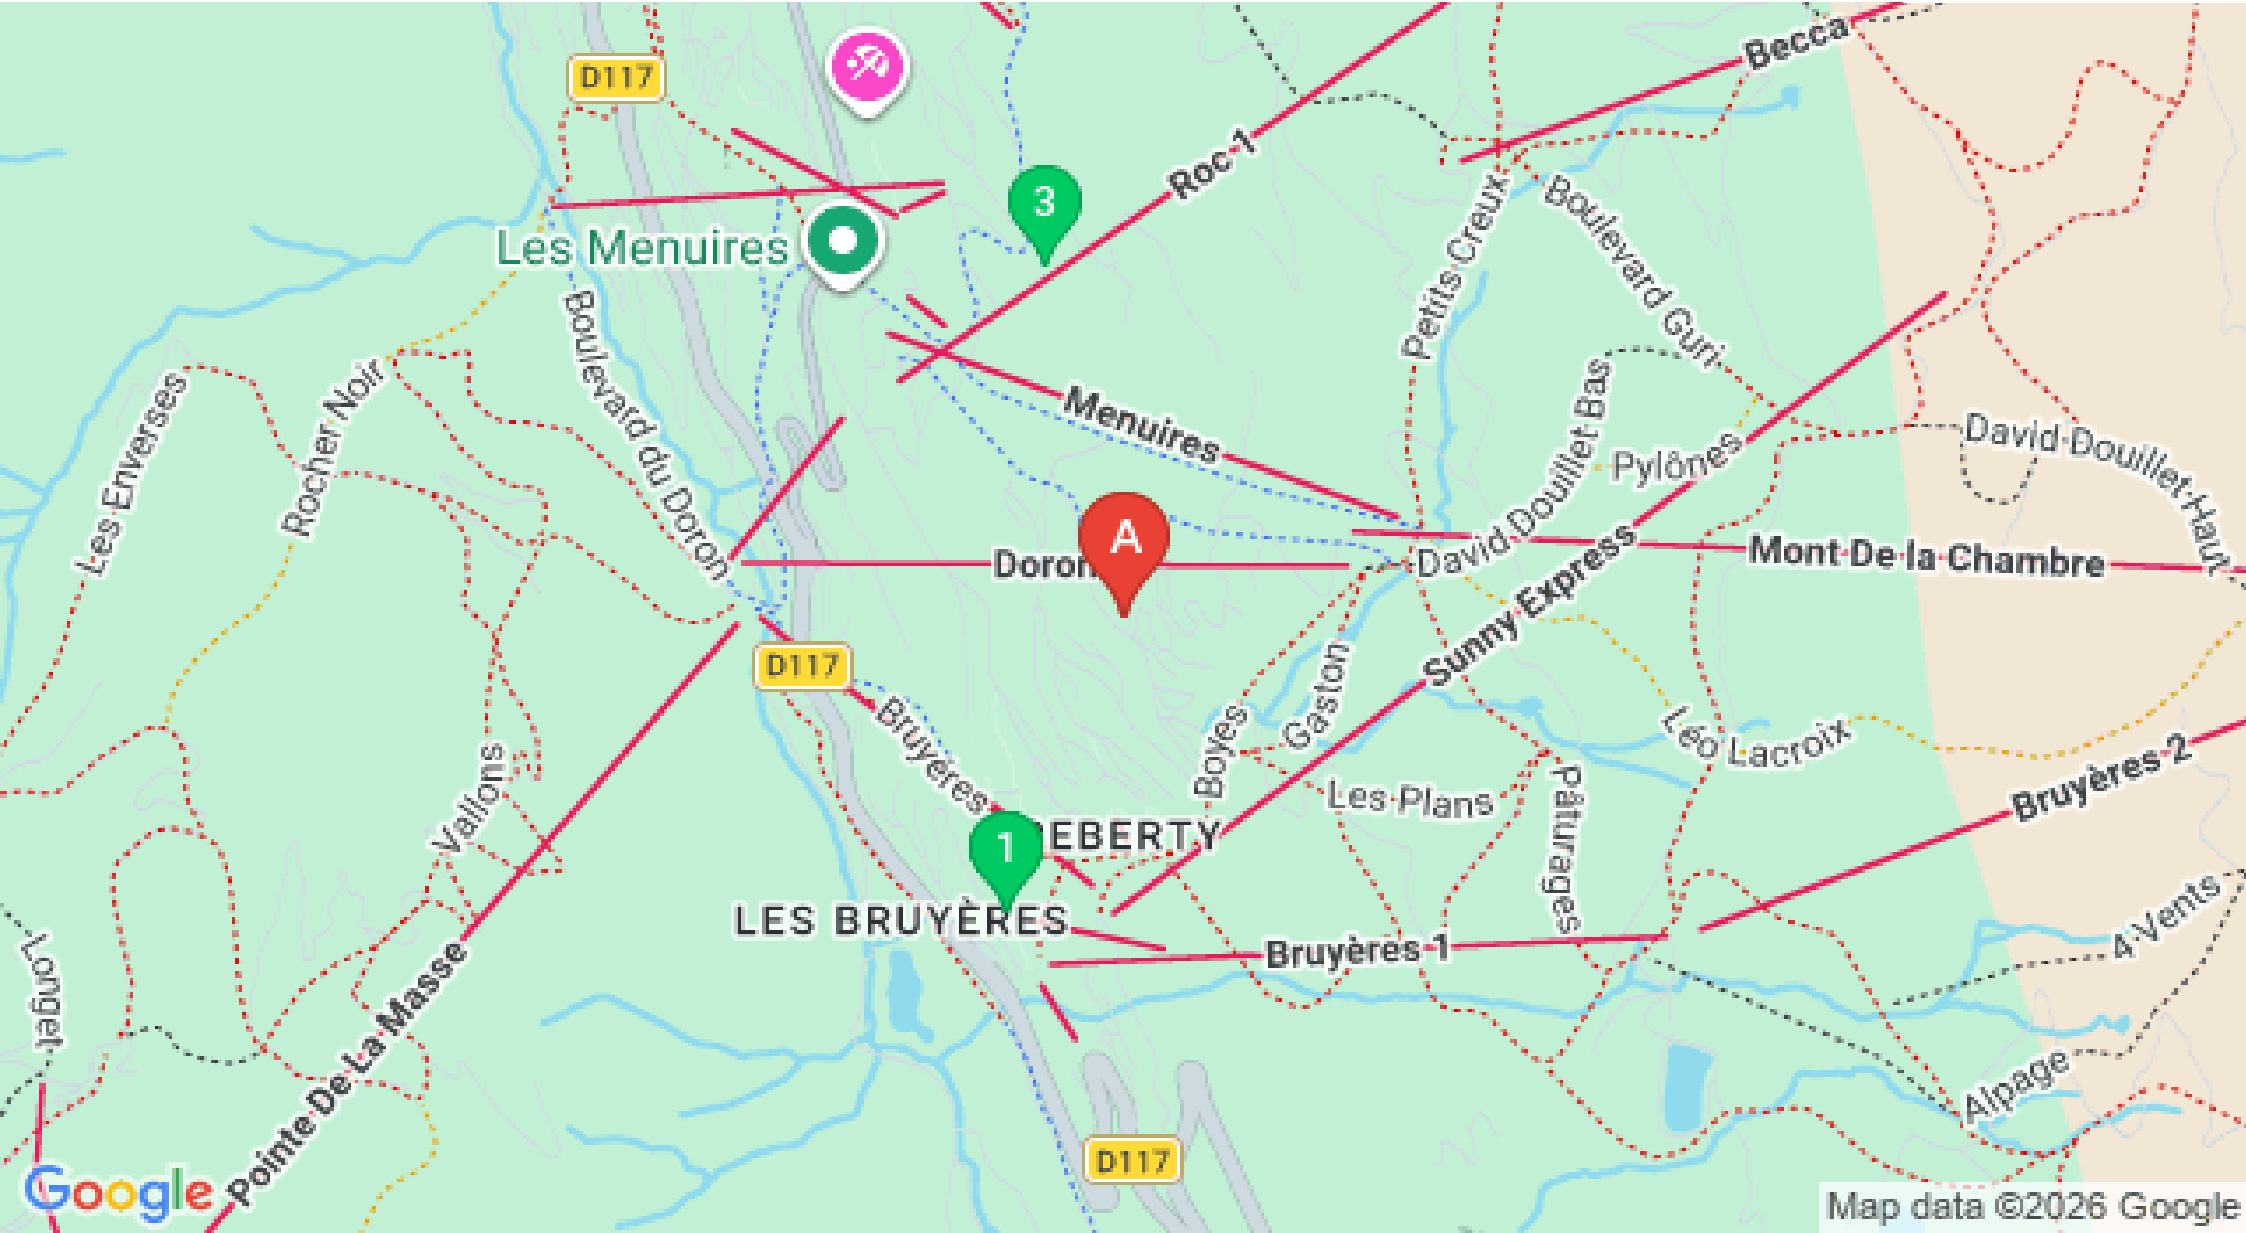 Becca
D117
Roc-1
3
Les Menuires
Petits Creux
Boulevard Guri
Boulevard du Doron
Rocher Noir
Les Enverses
Menuires
David Douillet Bas
Pylônes
David Douillet Haut
A
Doron
Mont De la Chambre
Sunny Express
D117
Gaston
Boyes
Bruyères
Léo Lacroix
Bruyères 2
Les Plans
Pâturages
Vallons
1
EBERTY
LES BRUYÈRES
Bruyères 1
4 Vents
Longet
Pointe De La Masse
Alpage
D117
Google
Map data ©2026 Google